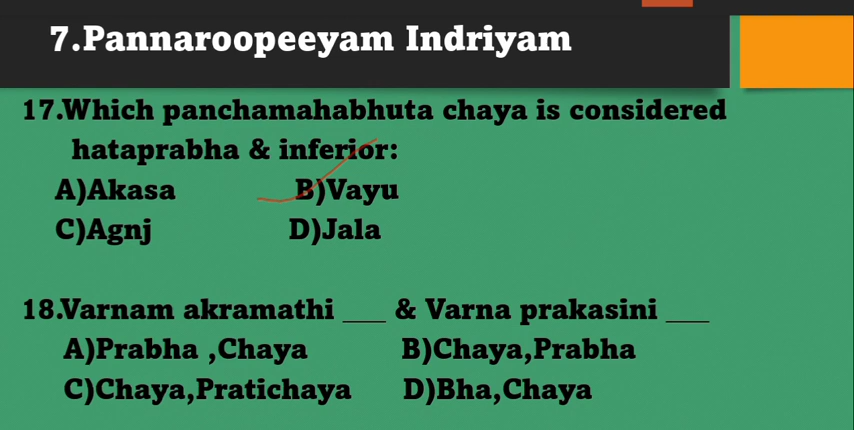 7.Pannaroopeeyam Indriyam
17.Which panchamahabhuta chaya is considered
hataprabha & inferior:
A)Akasa B)Vayu
C)Agnj D)Jala
18.Varnam akramathi ___ & Varna prakasini ___
A)Prabha ,Chaya B)Chaya,Prabha
C)Chaya,Pratichaya D)Bha,Chaya